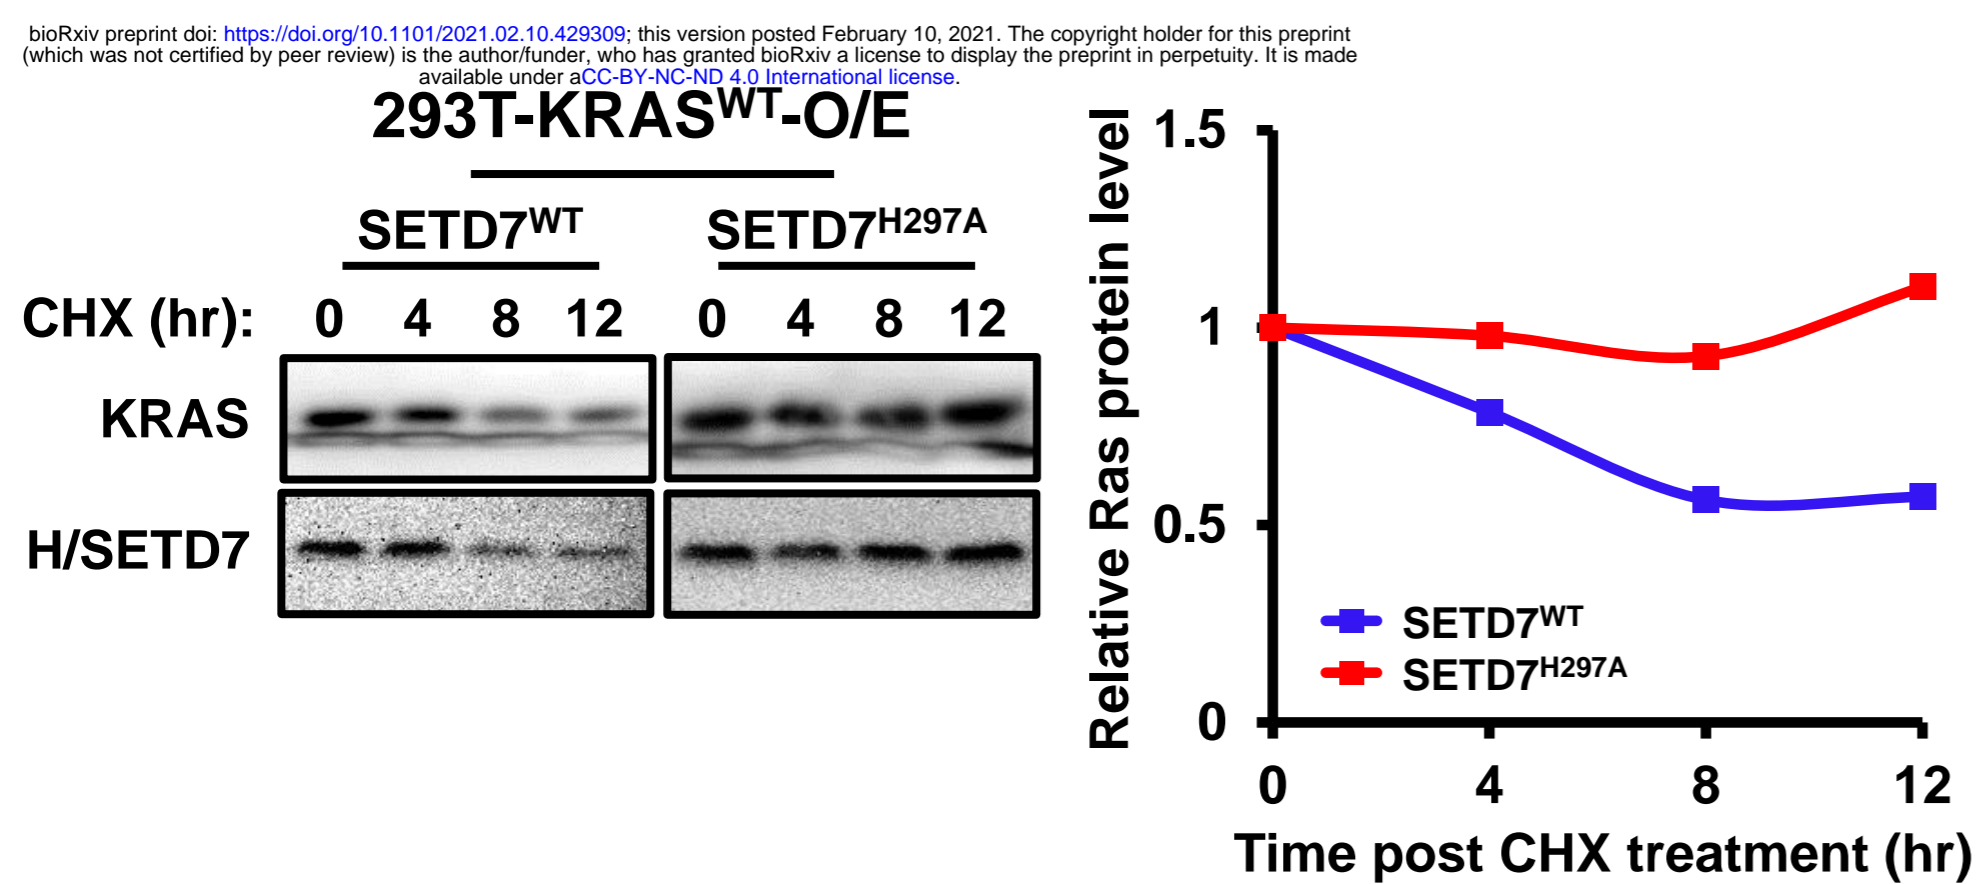 bioRxiv preprint doi: https://doi.org/10.1101/2021.02.10.429309; this version posted February 10, 2021. The copyright holder for this preprint
(which was not certified by peer review) is the author/funder, who has granted bioRxiv a license to display the preprint in perpetuity. It is made
available under aCC-BY-NC-ND 4.0 International license.
293T-KRASWT-O/E
SETD7WT SETD7H297A
CHX (hr): 0 4 8 12 0 4 8 12
KRAS
H/SETD7
Relative Ras protein level
1.5
1
0.5
0
SETD7WT
SETD7H297A
0 4 8 12
Time post CHX treatment (hr)